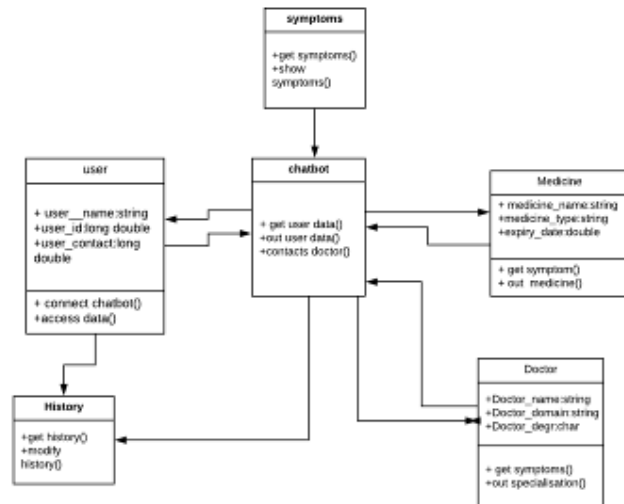 symptoms
+get symptoms()
+show
symptoms()
user
+ user__name:string
+user_id:long double
+user_contact:long
double
+ connect chatbot()
+access data()
chatbot
+ get user data()
+out user data()
+contacts doctor()
Medicine
+ medicine_name:string
+medicine_type:string
+expiry_date:double
+ get symptom()
+ out medicine()
History
+get history()
+modify
history()
Doctor
+Doctor_name:string
+Doctor_domain:string
+Doctor_degr:char
+ get symptoms()
+out specialisation()